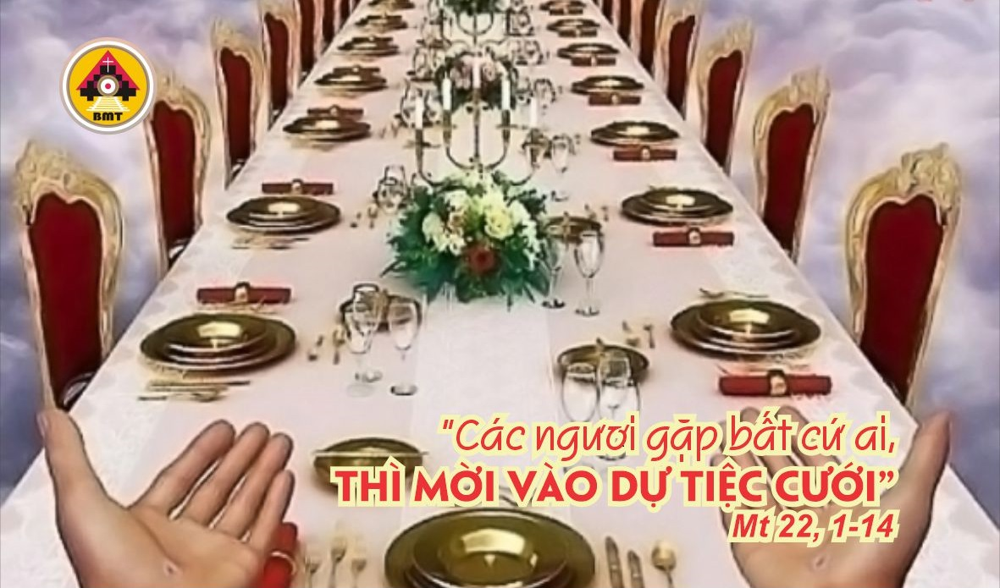 BMT
"Các ngươi gặp bất cứ ai,
THÌ MỜI VÀO DỰ TIỆC CƯỚI”
Mt 22, 1-14